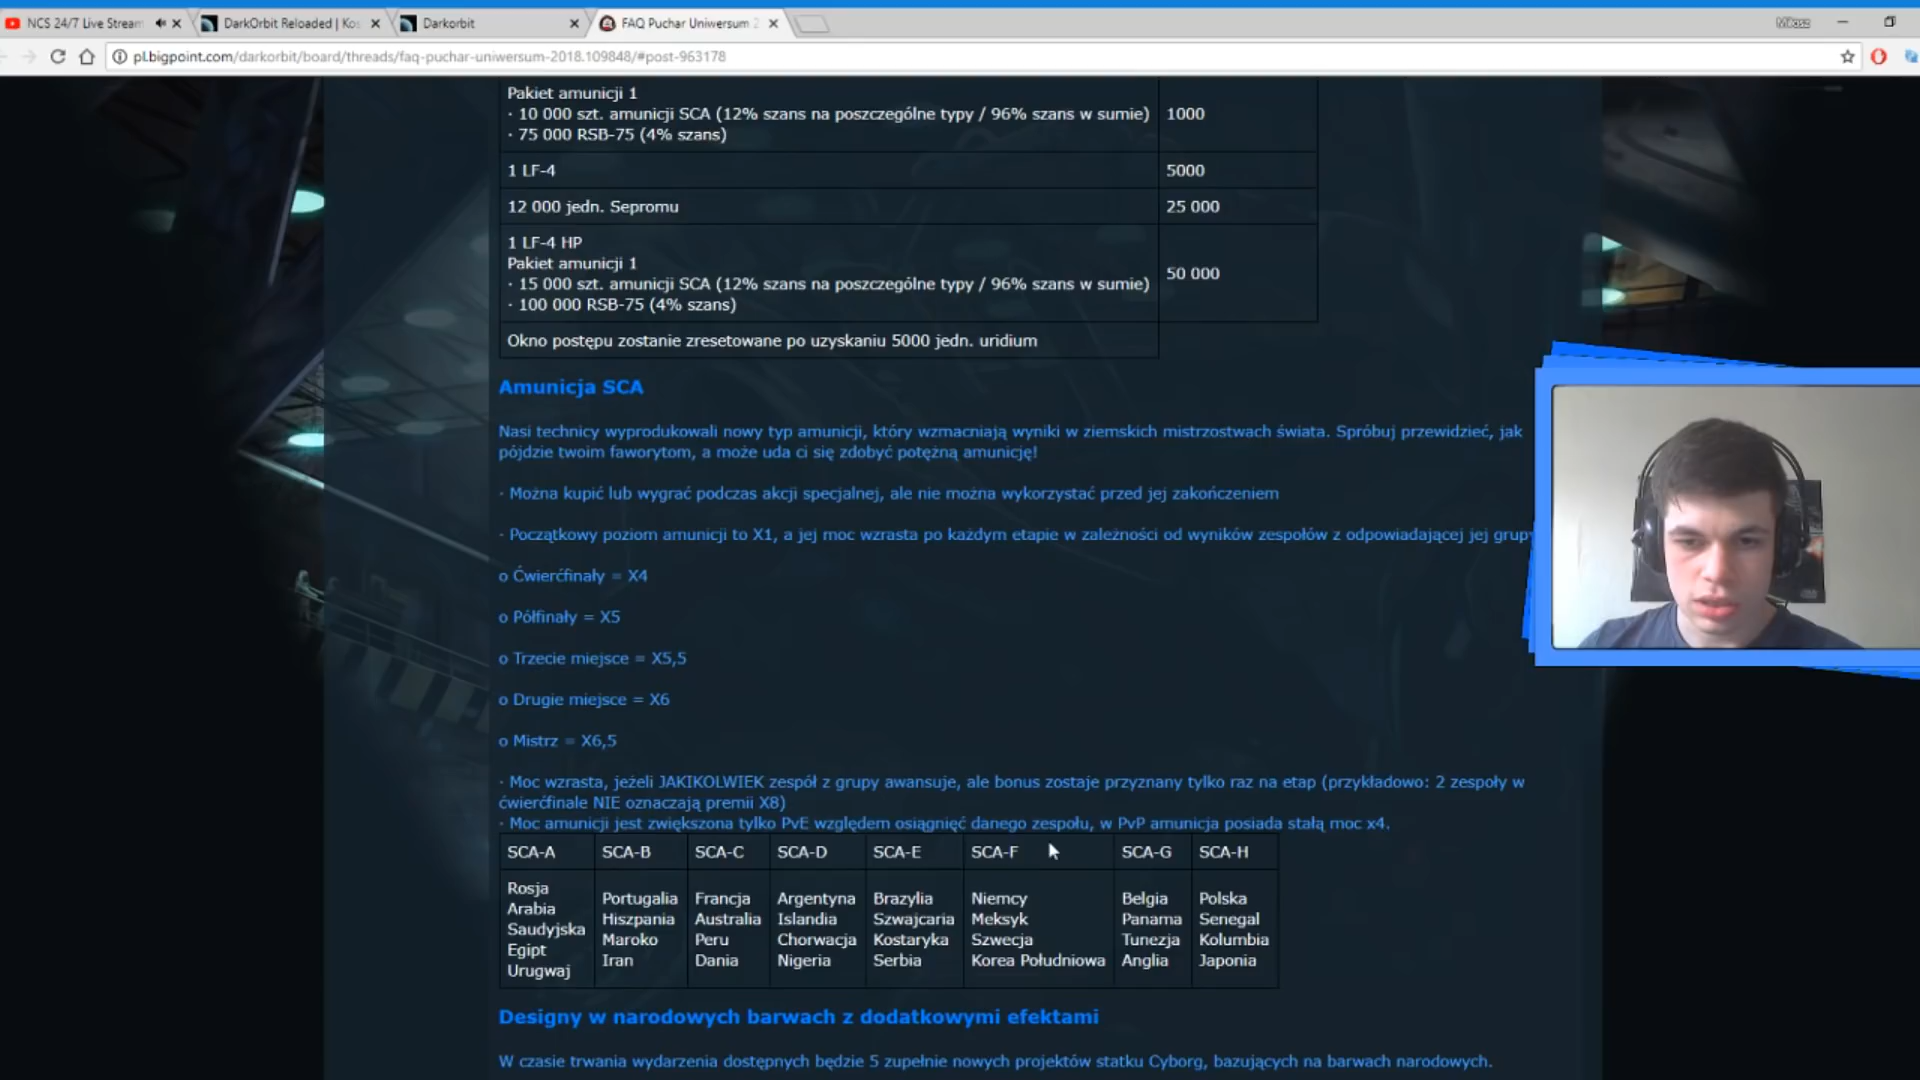 NCS 24/7 Live Stream
DarkOrbit Reloaded | Kos
Darkorbit
FAQ Puchar Uniwersum 2
Miłosz
pl.bigpoint.com/darkorbit/board/threads/faq-puchar-uniwersum-2018.109848/#post-963178
Pakiet amunicji 1
· 10 000 szt. amunicji SCA (12% szans na poszczególne typy / 96% szans w sumie)
· 75 000 RSB-75 (4% szans)
1000
1 LF-4
5000
12 000 jedn. Sepromu
25 000
1 LF-4 HP
Pakiet amunicji 1
· 15 000 szt. amunicji SCA (12% szans na poszczególne typy / 96% szans w sumie)
· 100 000 RSB-75 (4% szans)
50 000
Okno postępu zostanie zresetowane po uzyskaniu 5000 jedn. uridium
Amunicja SCA
Nasi technicy wyprodukowali nowy typ amunicji, który wzmacniają wyniki w ziemskich mistrzostwach świata. Spróbuj przewidzieć, jak
pójdzie twoim faworytom, a może uda ci się zdobyć potężną amunicję!
· Można kupić lub wygrać podczas akcji specjalnej, ale nie można wykorzystać przed jej zakończeniem
· Początkowy poziom amunicji to X1, a jej moc wzrasta po każdym etapie w zależności od wyników zespołów z odpowiadającej jej grupy
o Ćwierćfinały = X4
o Półfinały = X5
o Trzecie miejsce = X5,5
o Drugie miejsce = X6
o Mistrz = X6,5
· Moc wzrasta, jeżeli JAKIKOLWIEK zespół z grupy awansuje, ale bonus zostaje przyznany tylko raz na etap (przykładowo: 2 zespoły w
ćwierćfinale NIE oznaczają premii X8)
· Moc amunicji jest zwiększona tylko PvE względem osiągnięć danego zespołu, w PvP amunicja posiada stałą moc x4.
SCA-A SCA-B SCA-C SCA-D SCA-E SCA-F SCA-G SCA-H
Rosja
Arabia
Saudyjska
Egipt
Urugwaj
Portugalia
Hiszpania
Maroko
Iran
Francja
Australia
Peru
Dania
Argentyna
Islandia
Chorwacja
Nigeria
Brazylia
Szwajcaria
Kostaryka
Serbia
Niemcy
Meksyk
Szwecja
Korea Południowa
Belgia
Panama
Tunezja
Anglia
Polska
Senegal
Kolumbia
Japonia
Designy w narodowych barwach z dodatkowymi efektami
W czasie trwania wydarzenia dostępnych będzie 5 zupełnie nowych projektów statku Cyborg, bazujących na barwach narodowych.